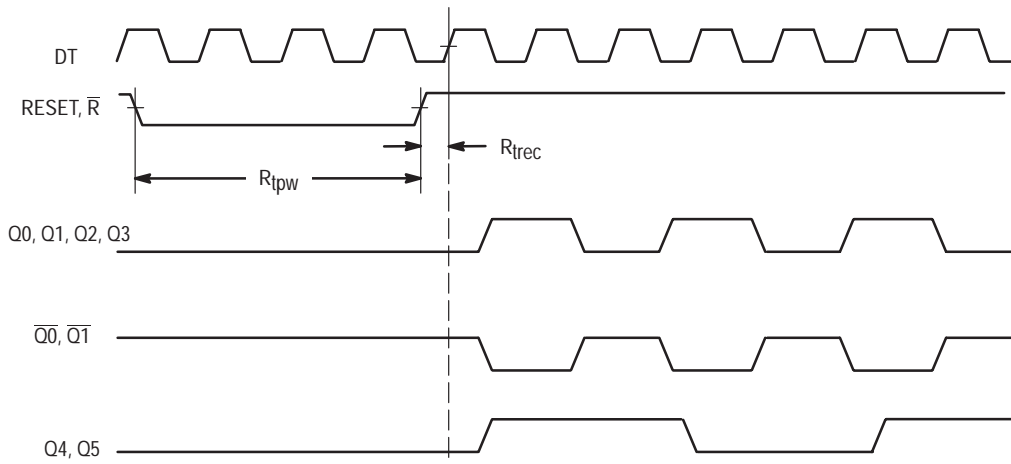 DT
RESET, R̅
Rtrec
Rtpw
Q0, Q1, Q2, Q3
Q̅0̅, Q̅1̅
Q4, Q5